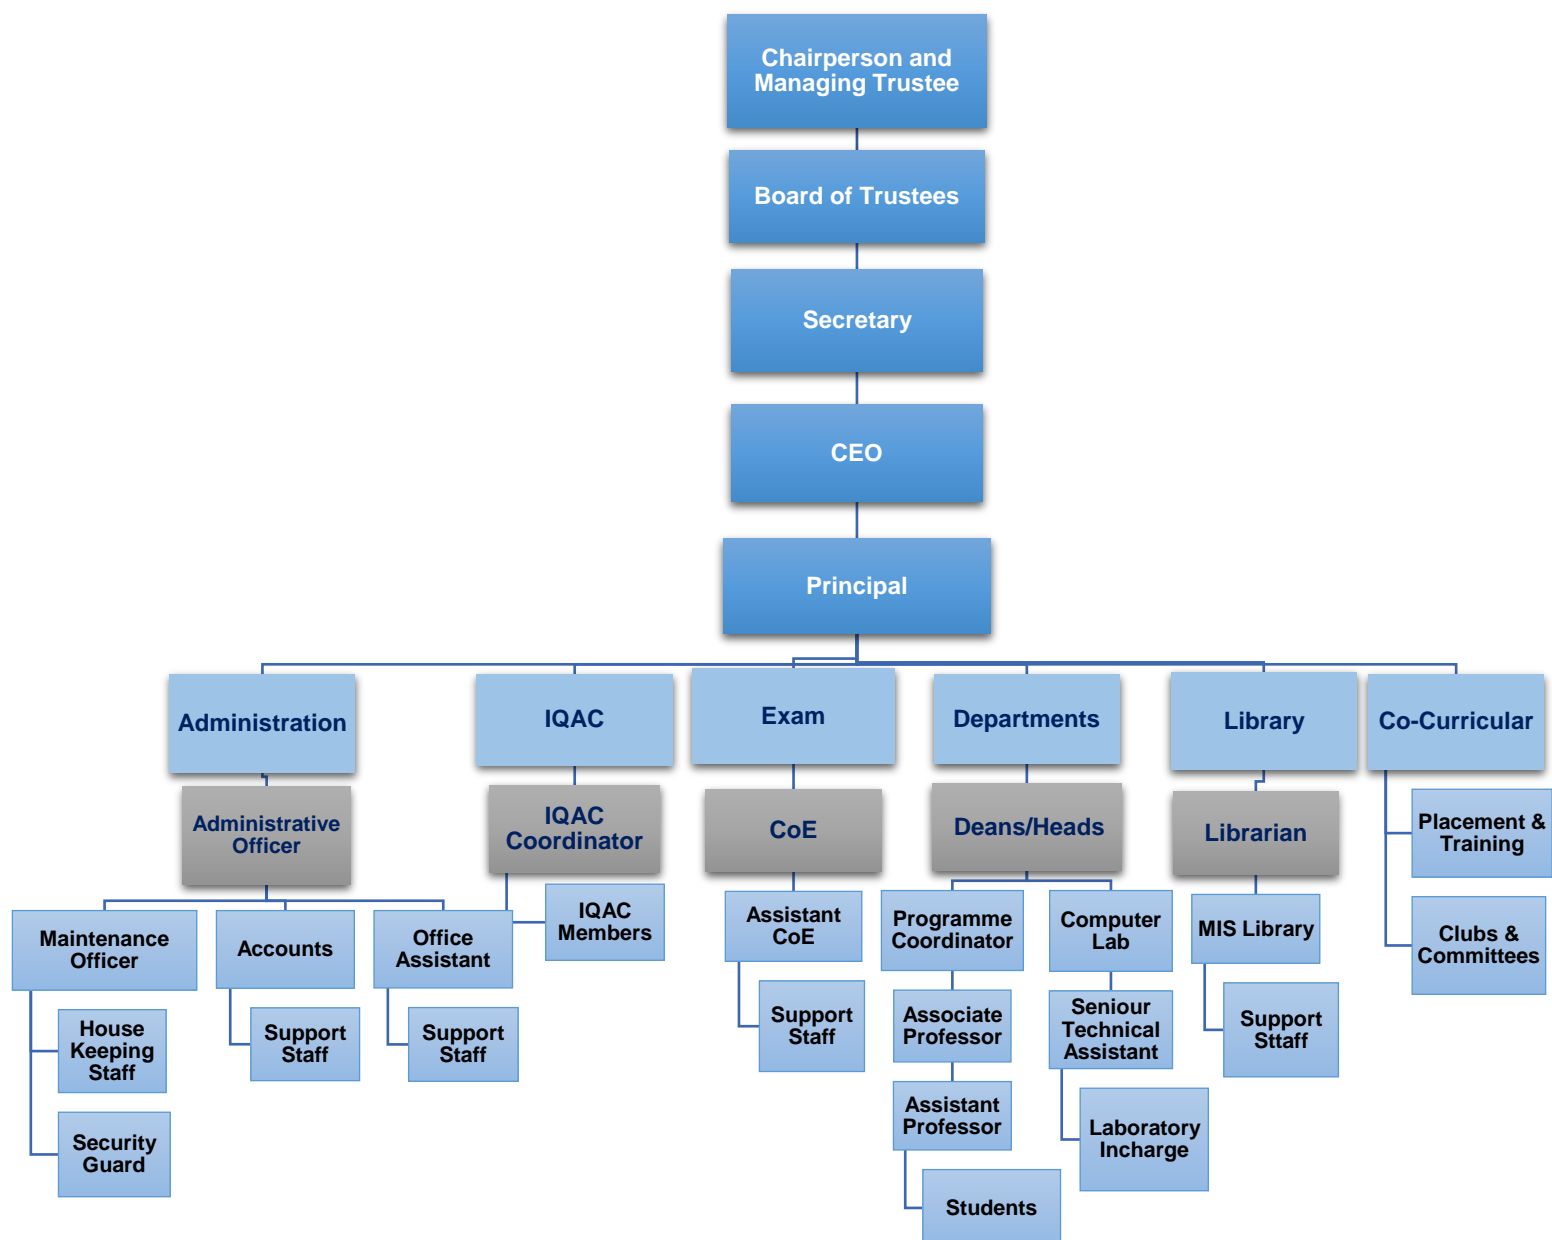 Chairperson and
Managing Trustee
Board of Trustees
Secretary
CEO
Principal
Administration
IQAC
Exam
Departments
Library
Co-Curricular
Administrative
Officer
IQAC
Coordinator
CoE
Deans/Heads
Librarian
Placement &
Training
Maintenance
Officer
Accounts
Office
Assistant
IQAC
Members
Assistant
CoE
Programme
Coordinator
Computer
Lab
MIS Library
Clubs &
Committees
House
Keeping
Staff
Support
Staff
Support
Staff
Support
Staff
Associate
Professor
Seniour
Technical
Assistant
Support
Sttaff
Security
Guard
Assistant
Professor
Laboratory
Incharge
Students